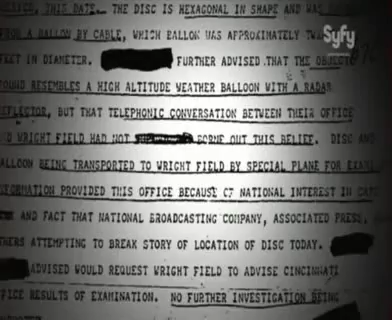 THIS DATE. THE DISC IS HEXAGONAL IN SHAPE AND WAS
Syfy
A BALLON BY CABLE, WHICH BALLON WAS APPROXIMATELY
FEET IN DIAMETER. FURTHER ADVISED THAT THE OBJECT
FOUND RESEMBLES A HIGH ALTITUDE WEATHER BALLOON WITH A RADAR
REFLECTOR, BUT THAT TELEPHONIC CONVERSATION BETWEEN THEIR OFFICE
WRIGHT FIELD HAD NOT BORNE OUT THIS BELIEF. DISC AND
BALLOON BEING TRANSPORTED TO WRIGHT FIELD BY SPECIAL PLANE FOR
INFORMATION PROVIDED THIS OFFICE BECAUSE OF NATIONAL INTEREST IN
AND FACT THAT NATIONAL BROADCASTING COMPANY, ASSOCIATED PRESS,
THERS ATTEMPTING TO BREAK STORY OF LOCATION OF DISC TODAY.
ADVISED WOULD REQUEST WRIGHT FIELD TO ADVISE CINCINNATI
FICE RESULTS OF EXAMINATION. NO FURTHER INVESTIGATION BEING